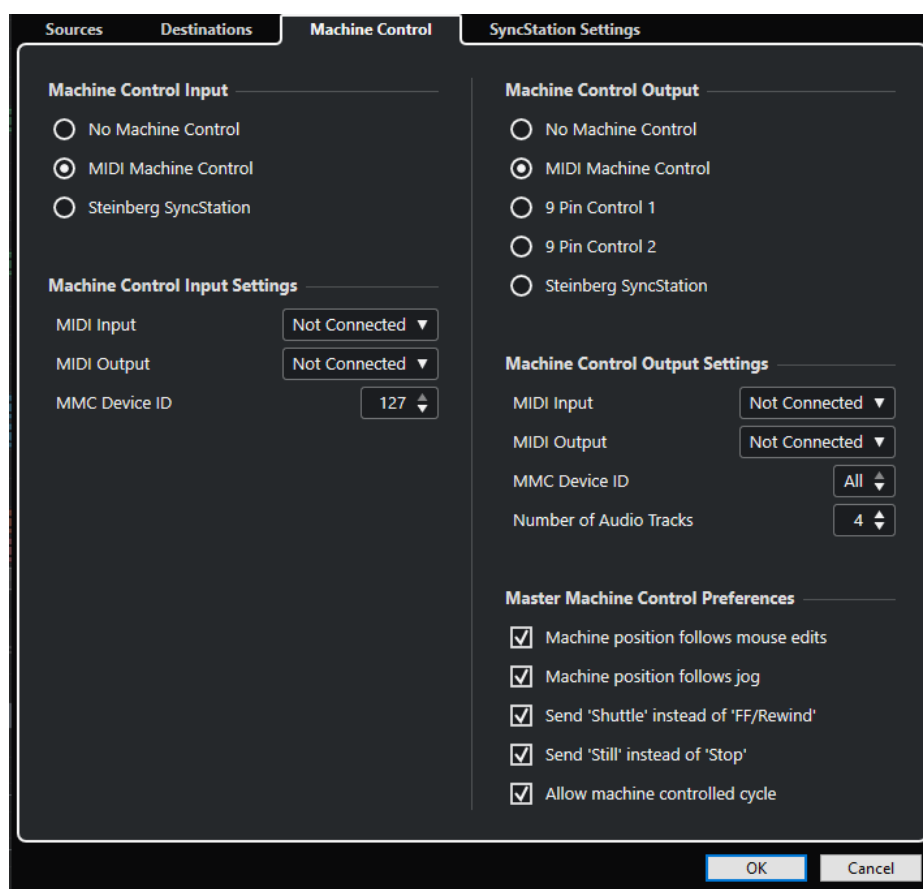 Sources Destinations Machine Control SyncStation Settings
Machine Control Input
No Machine Control
MIDI Machine Control
Steinberg SyncStation
Machine Control Input Settings
MIDI Input Not Connected
MIDI Output Not Connected
MMC Device ID 127
Machine Control Output
No Machine Control
MIDI Machine Control
9 Pin Control 1
9 Pin Control 2
Steinberg SyncStation
Machine Control Output Settings
MIDI Input Not Connected
MIDI Output Not Connected
MMC Device ID All
Number of Audio Tracks 4
Master Machine Control Preferences
Machine position follows mouse edits
Machine position follows jog
Send 'Shuttle' instead of 'FF/Rewind'
Send 'Still' instead of 'Stop'
Allow machine controlled cycle
OK Cancel